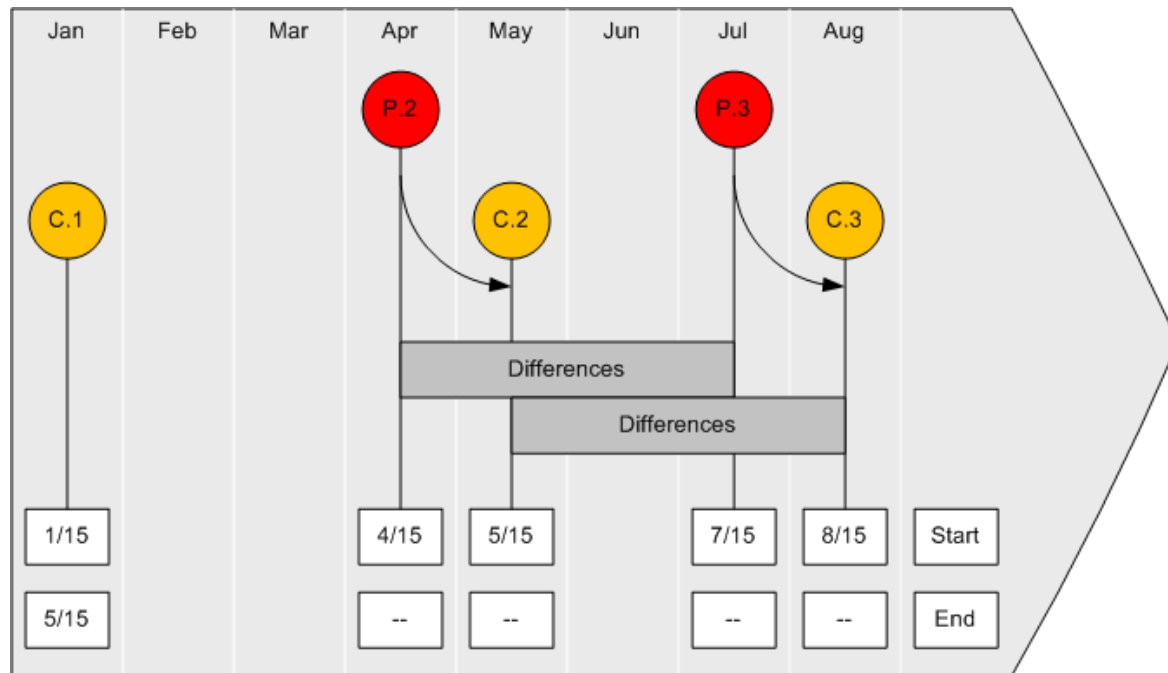 Jan Feb Mar Apr May Jun Jul Aug
P.2 P.3
C.1 C.2 C.3
Differences
Differences
1/15 4/15 5/15 7/15 8/15 Start
5/15 -- -- -- -- End